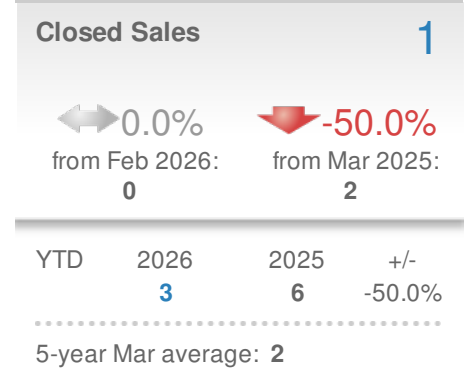 Closed Sales 1
0.0% -50.0%
from Feb 2026: from Mar 2025:
0 2
YTD 2026 2025 +/-
3 6 -50.0%
5-year Mar average: 2